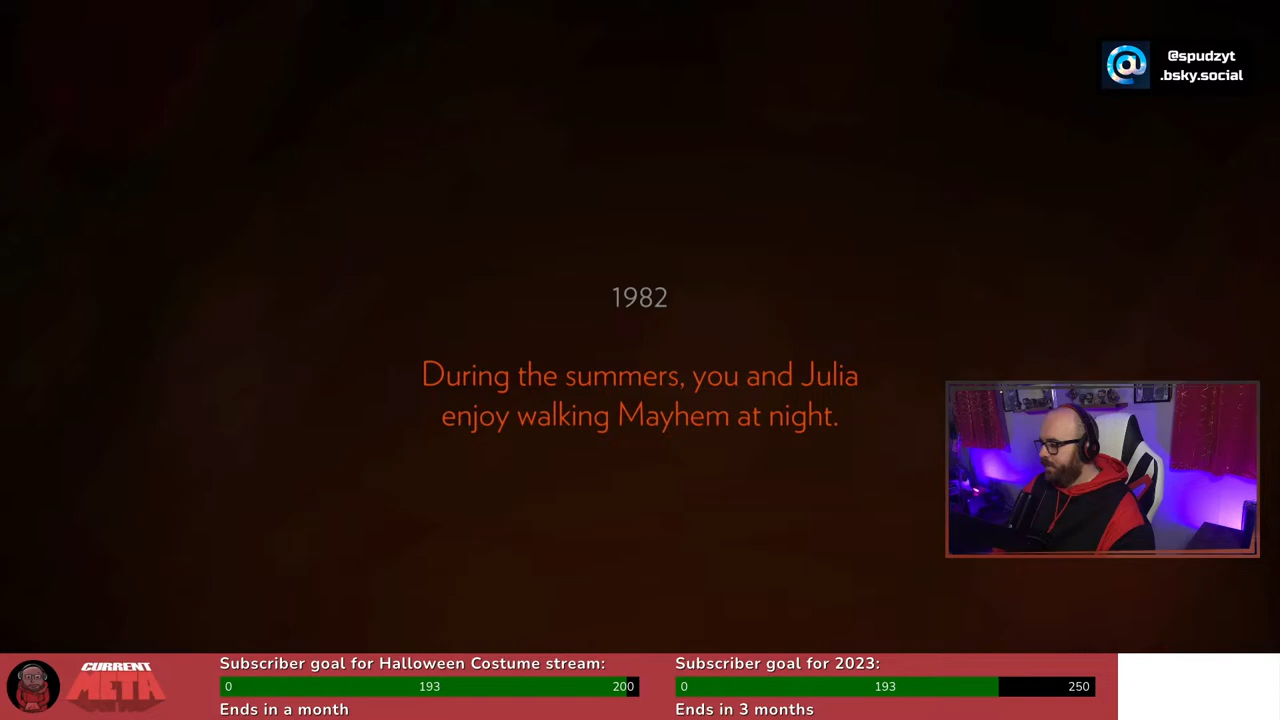 @spudzyt
.bsky.social
1982
During the summers, you and Julia
enjoy walking Mayhem at night.
CURRENT
META
Subscriber goal for Halloween Costume stream:
0 193 200
Ends in a month
Subscriber goal for 2023:
0 193 250
Ends in 3 months